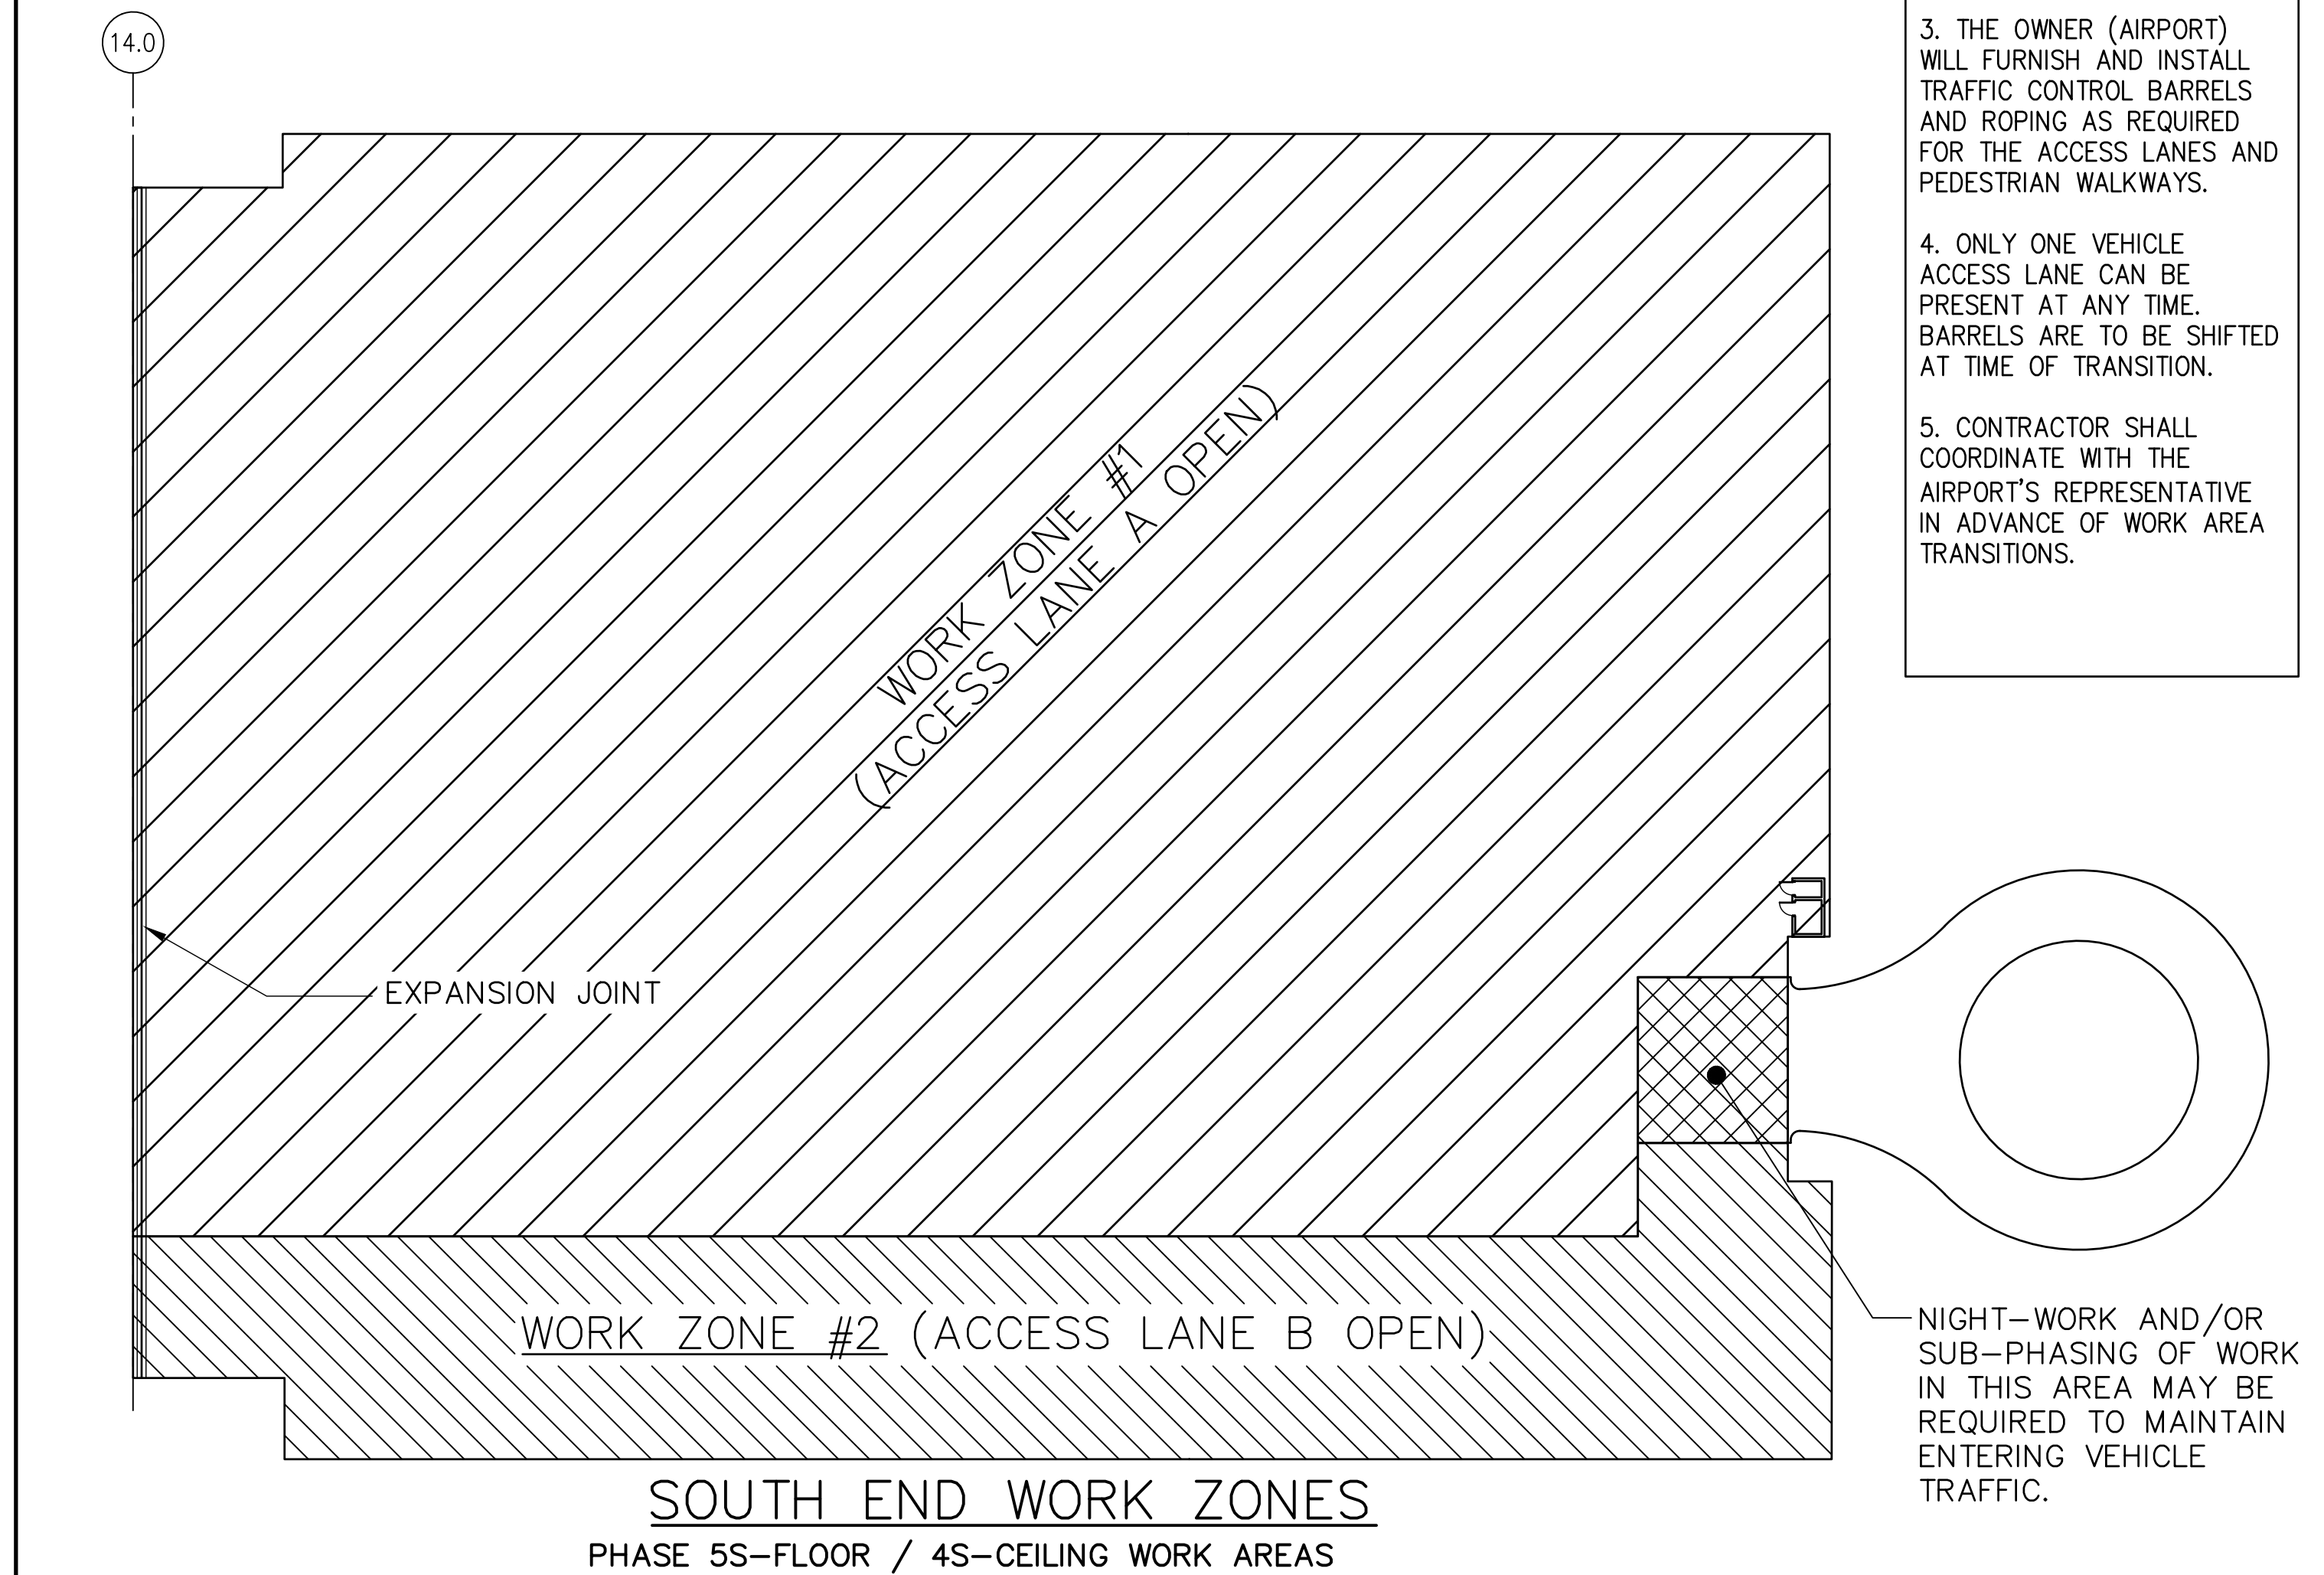 14.0
3. THE OWNER (AIRPORT)
WILL FURNISH AND INSTALL
TRAFFIC CONTROL BARRELS
AND ROPING AS REQUIRED
FOR THE ACCESS LANES AND
PEDESTRIAN WALKWAYS.
4. ONLY ONE VEHICLE
ACCESS LANE CAN BE
PRESENT AT ANY TIME.
BARRELS ARE TO BE SHIFTED
AT TIME OF TRANSITION.
5. CONTRACTOR SHALL
COORDINATE WITH THE
AIRPORT'S REPRESENTATIVE
IN ADVANCE OF WORK AREA
TRANSITIONS.
WORK ZONE #1
(ACCESS LANE A OPEN)
EXPANSION JOINT
WORK ZONE #2 (ACCESS LANE B OPEN)
NIGHT-WORK AND/OR
SUB-PHASING OF WORK
IN THIS AREA MAY BE
REQUIRED TO MAINTAIN
ENTERING VEHICLE
TRAFFIC.
SOUTH END WORK ZONES
PHASE 5S-FLOOR / 4S-CEILING WORK AREAS